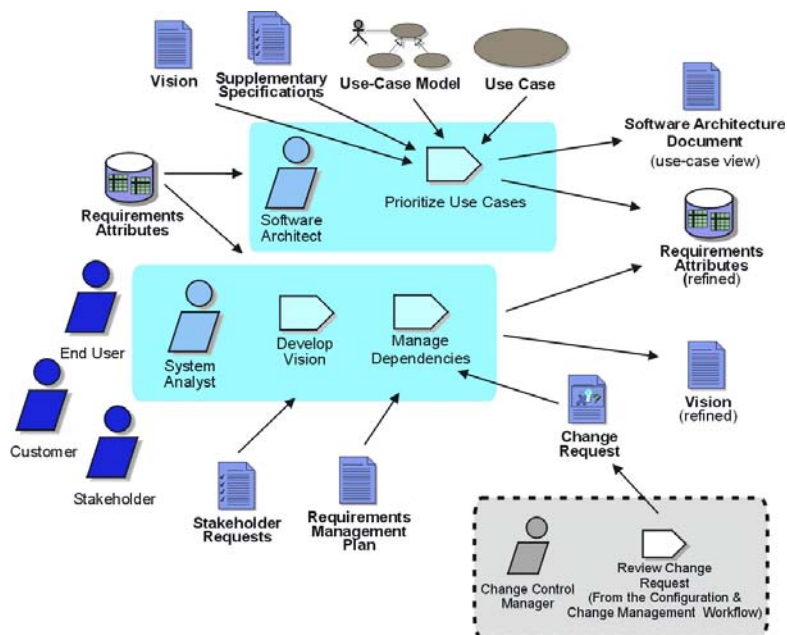 Vision
Supplementary
Specifications
Use-Case Model
Use Case
Software Architecture
Document
(use-case view)
Requirements
Attributes
Software
Architect
Prioritize Use Cases
Requirements
Attributes
(refined)
End User
System
Analyst
Develop
Vision
Manage
Dependencies
Vision
(refined)
Customer
Stakeholder
Change
Request
Stakeholder
Requests
Requirements
Management
Plan
Change Control
Manager
Review Change
Request
(From the Configuration &
Change Management Workflow)